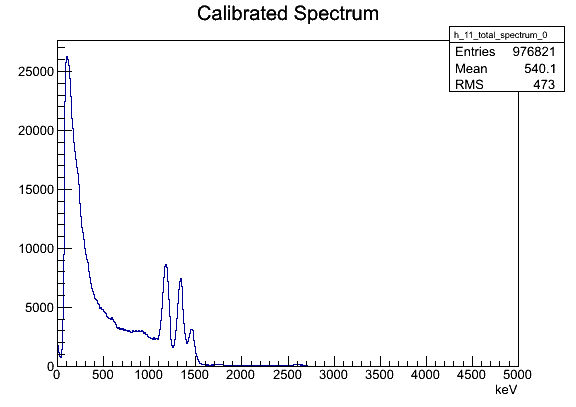 Calibrated Spectrum
h_11_total_spectrum_0
Entries 976821
Mean 540.1
RMS 473
25000
20000
15000
10000
5000
0
0 500 1000 1500 2000 2500 3000 3500 4000 4500 5000
keV